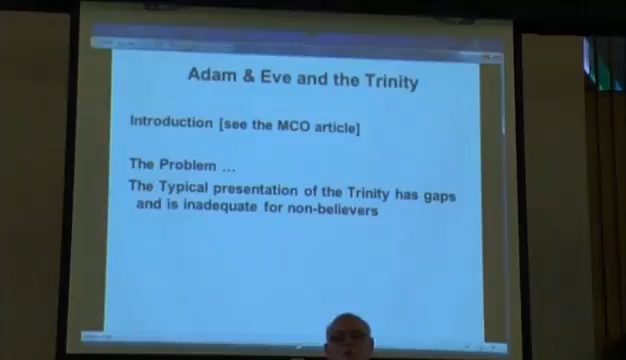 Adam & Eve and the Trinity
Introduction [see the MCO article]
The Problem ...
The Typical presentation of the Trinity has gaps
and is inadequate for non-believers